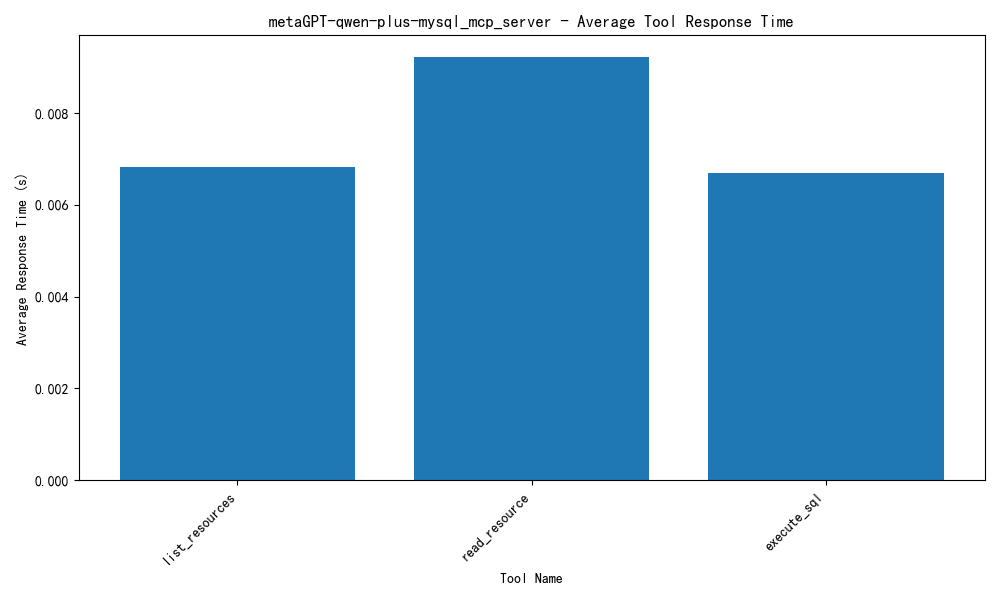 metaGPT-qwen-plus-mysql_mcp_server - Average Tool Response Time
Average Response Time (s)
0.008
0.006
0.004
0.002
0.000
list_resources
read_resource
execute_sql
Tool Name